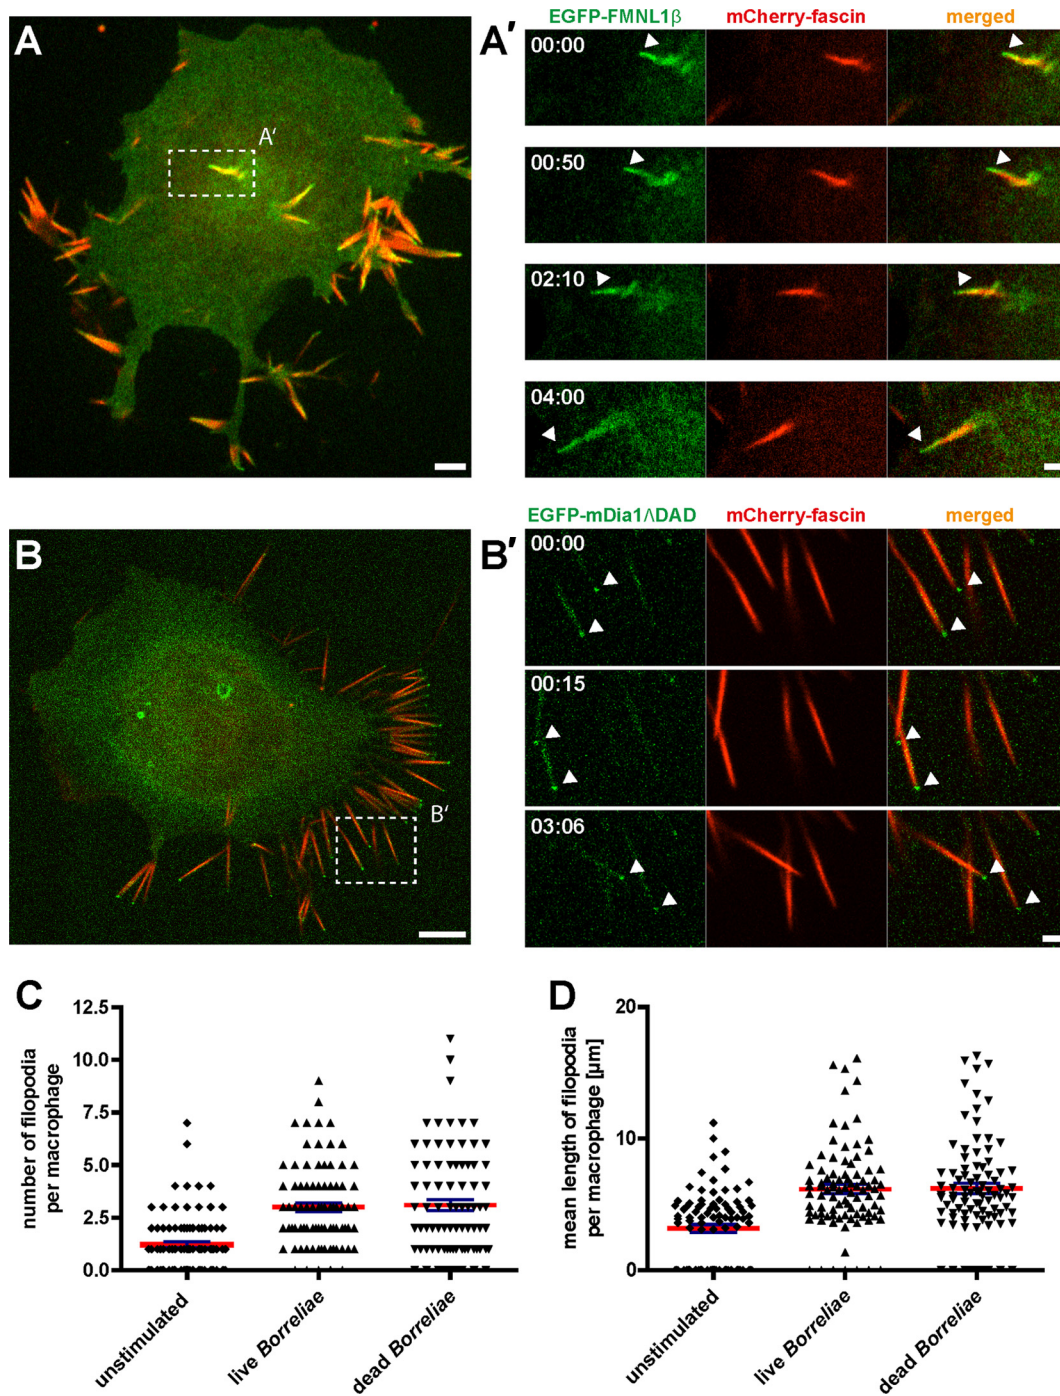 A
A'
A'
EGFP-FMNL1β mCherry-fascin merged
00:00
00:50
02:10
04:00
B
B'
B'
EGFP-mDia1/\DAD mCherry-fascin merged
00:00
00:15
03:06
C
number of filopodia
per macrophage
12.5
10.0
7.5
5.0
2.5
0.0
unstimulated
live Borreliae
dead Borreliae
D
mean length of filopodia
per macrophage [µm]
20
10
0
unstimulated
live Borreliae
dead Borreliae